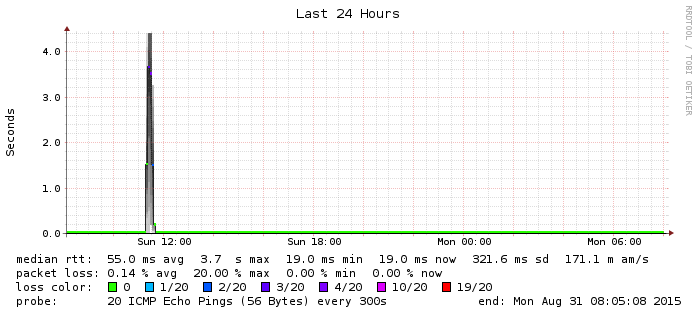 Last 24 Hours
RRDTOOL / TOBI OETIKER
Seconds
4.0
3.0
2.0
1.0
0.0
Sun 12:00 Sun 18:00 Mon 00:00 Mon 06:00
median rtt: 55.0 ms avg 3.7 s max 19.0 ms min 19.0 ms now 321.6 ms sd 171.1 m am/s
packet loss: 0.14 % avg 20.00 % max 0.00 % min 0.00 % now
loss color: 0 1/20 2/20 3/20 4/20 10/20 19/20
probe: 20 ICMP Echo Pings (56 Bytes) every 300s end: Mon Aug 31 08:05:08 2015